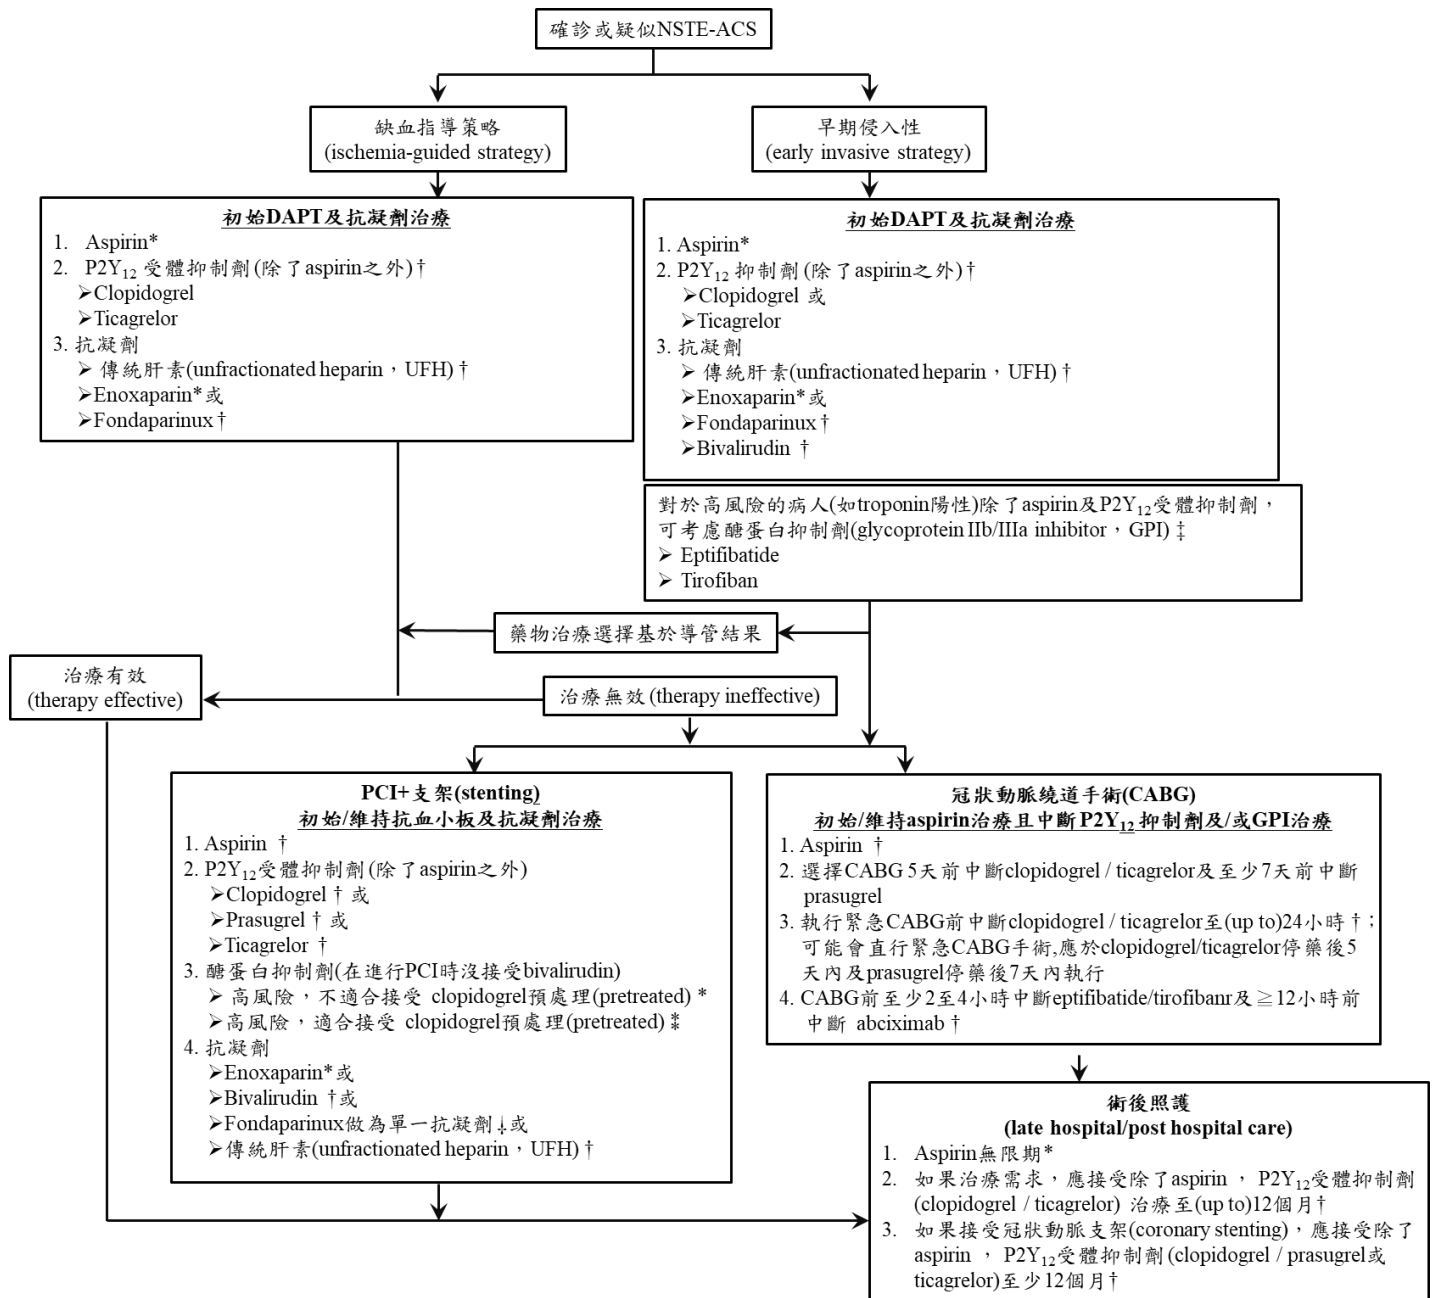 確診或疑似NSTE-ACS
缺血指導策略
(ischemia-guided strategy)
早期侵入性
(early invasive strategy)
初始DAPT及抗凝劑治療
1. Aspirin*
2. P2Y12 受體抑制劑(除了aspirin之外)†
➤Clopidogrel
➤Ticagrelor
3. 抗凝劑
➤ 傳統肝素(unfractionated heparin，UFH) †
➤Enoxaparin*或
➤Fondaparinux †
初始DAPT及抗凝劑治療
1. Aspirin*
2. P2Y12 抑制劑(除了aspirin之外)†
➤Clopidogrel 或
➤Ticagrelor
3. 抗凝劑
➤ 傳統肝素(unfractionated heparin，UFH) †
➤Enoxaparin*或
➤Fondaparinux †
➤Bivalirudin †
對於高風險的病人(如troponin陽性)除了aspirin及P2Y12受體抑制劑，
可考慮醣蛋白抑制劑(glycoprotein IIb/IIIa inhibitor，GPI) ‡
➤ Eptifibatide
➤ Tirofiban
藥物治療選擇基於導管結果
治療有效
(therapy effective)
治療無效(therapy ineffective)
PCI+支架(stenting)
初始/維持抗血小板及抗凝劑治療
1. Aspirin †
2. P2Y12受體抑制劑(除了aspirin之外)
➤Clopidogrel † 或
➤Prasugrel † 或
➤Ticagrelor †
3. 醣蛋白抑制劑(在進行PCI時沒接受bivalirudin)
➤ 高風險，不適合接受 clopidogrel預處理(pretreated) *
➤高風險，適合接受 clopidogrel預處理(pretreated) ‡
4. 抗凝劑
➤Enoxaparin*或
➤Bivalirudin †或
➤Fondaparinux做為單一抗凝劑↓或
➤傳統肝素(unfractionated heparin，UFH) †
冠狀動脈繞道手術(CABG)
初始/維持aspirin治療且中斷P2Y12抑制劑及/或GPI治療
1. Aspirin †
2. 選擇CABG 5天前中斷clopidogrel / ticagrelor及至少7天前中斷
prasugrel
3. 執行緊急CABG前中斷clopidogrel / ticagrelor至(up to)24小時†；
可能會直行緊急CABG手術,應於clopidogrel/ticagrelor停藥後5
天內及prasugrel停藥後7天內執行
4. CABG前至少2至4小時中斷eptifibatide/tirofibanr及≧12小時前
中斷 abciximab †
術後照護
(late hospital/post hospital care)
1. Aspirin無限期*
2. 如果治療需求，應接受除了aspirin ， P2Y12受體抑制劑
(clopidogrel / ticagrelor) 治療至(up to)12個月†
3. 如果接受冠狀動脈支架(coronary stenting)，應接受除了
aspirin ， P2Y12受體抑制劑(clopidogrel / prasugrel或
ticagrelor)至少12個月†